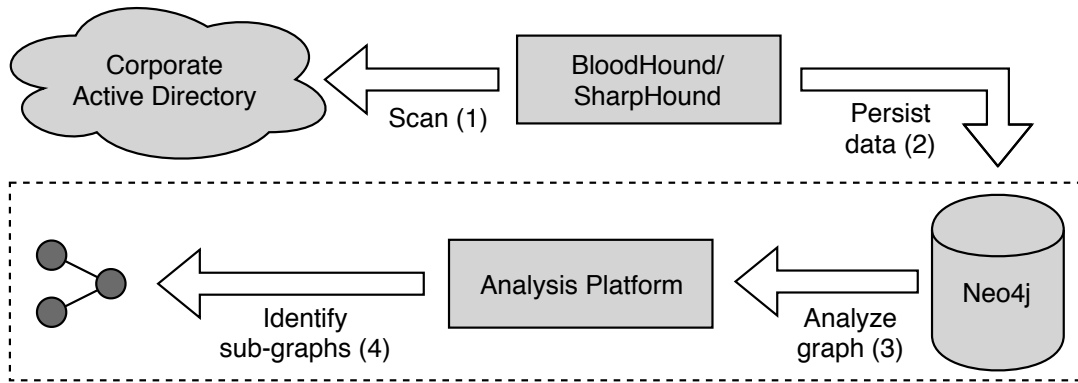 Corporate
Active Directory
Scan (1)
BloodHound/
SharpHound
Persist
data (2)
Identify
sub-graphs (4)
Analysis Platform
Analyze
graph (3)
Neo4j